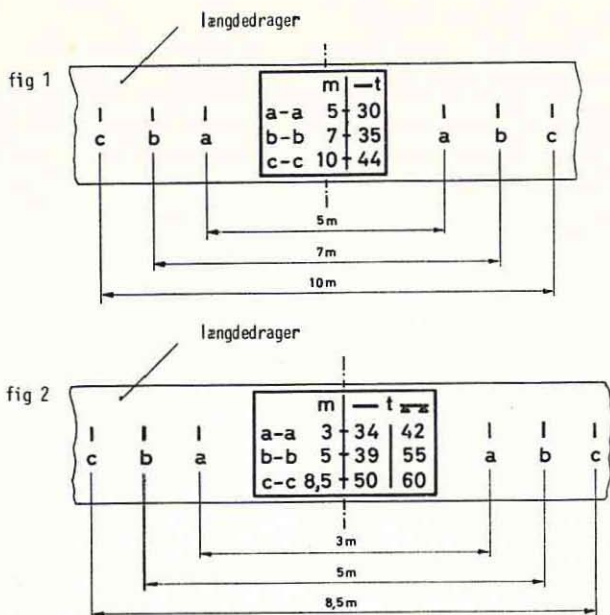 længdedrager
fig 1
m — t
a-a 5 30
b-b 7 35
c-c 10 44
c b a a b c
5m
7m
10m
længdedrager
fig 2
m — t
a-a 3 34 42
b-b 5 39 55
c-c 8,5 50 60
c b a a b c
3m
5m
8,5m